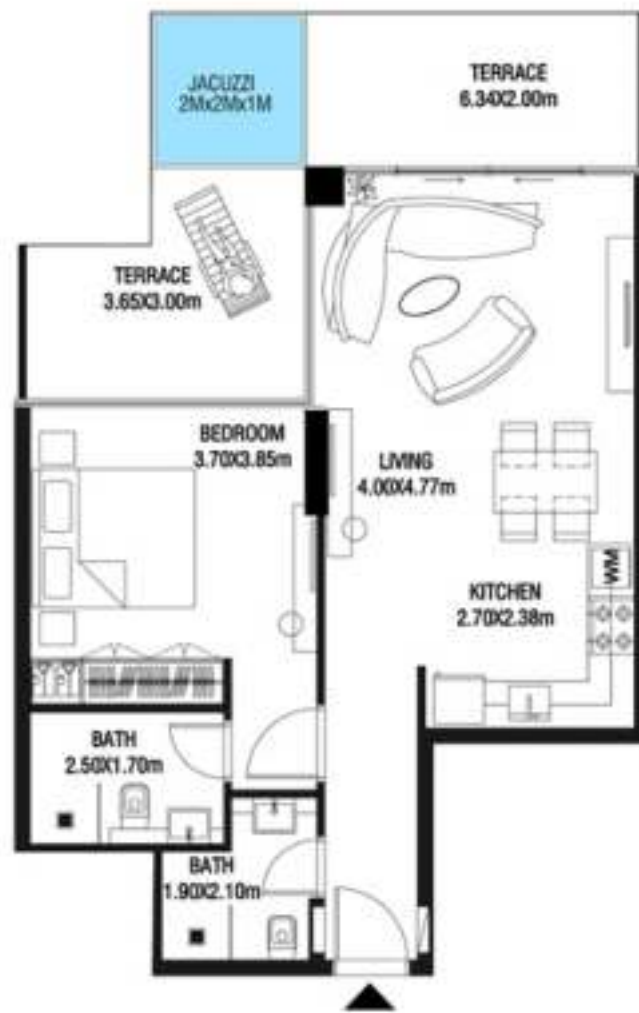 JACUZZI
2Mx2Mx1M
TERRACE
6.34X2.00m
TERRACE
3.65X3.00m
BEDROOM
3.70X3.85m
LIVING
4.00X4.77m
WM
KITCHEN
2.70X2.38m
BATH
2.50X1.70m
BATH
1.90X2.10m